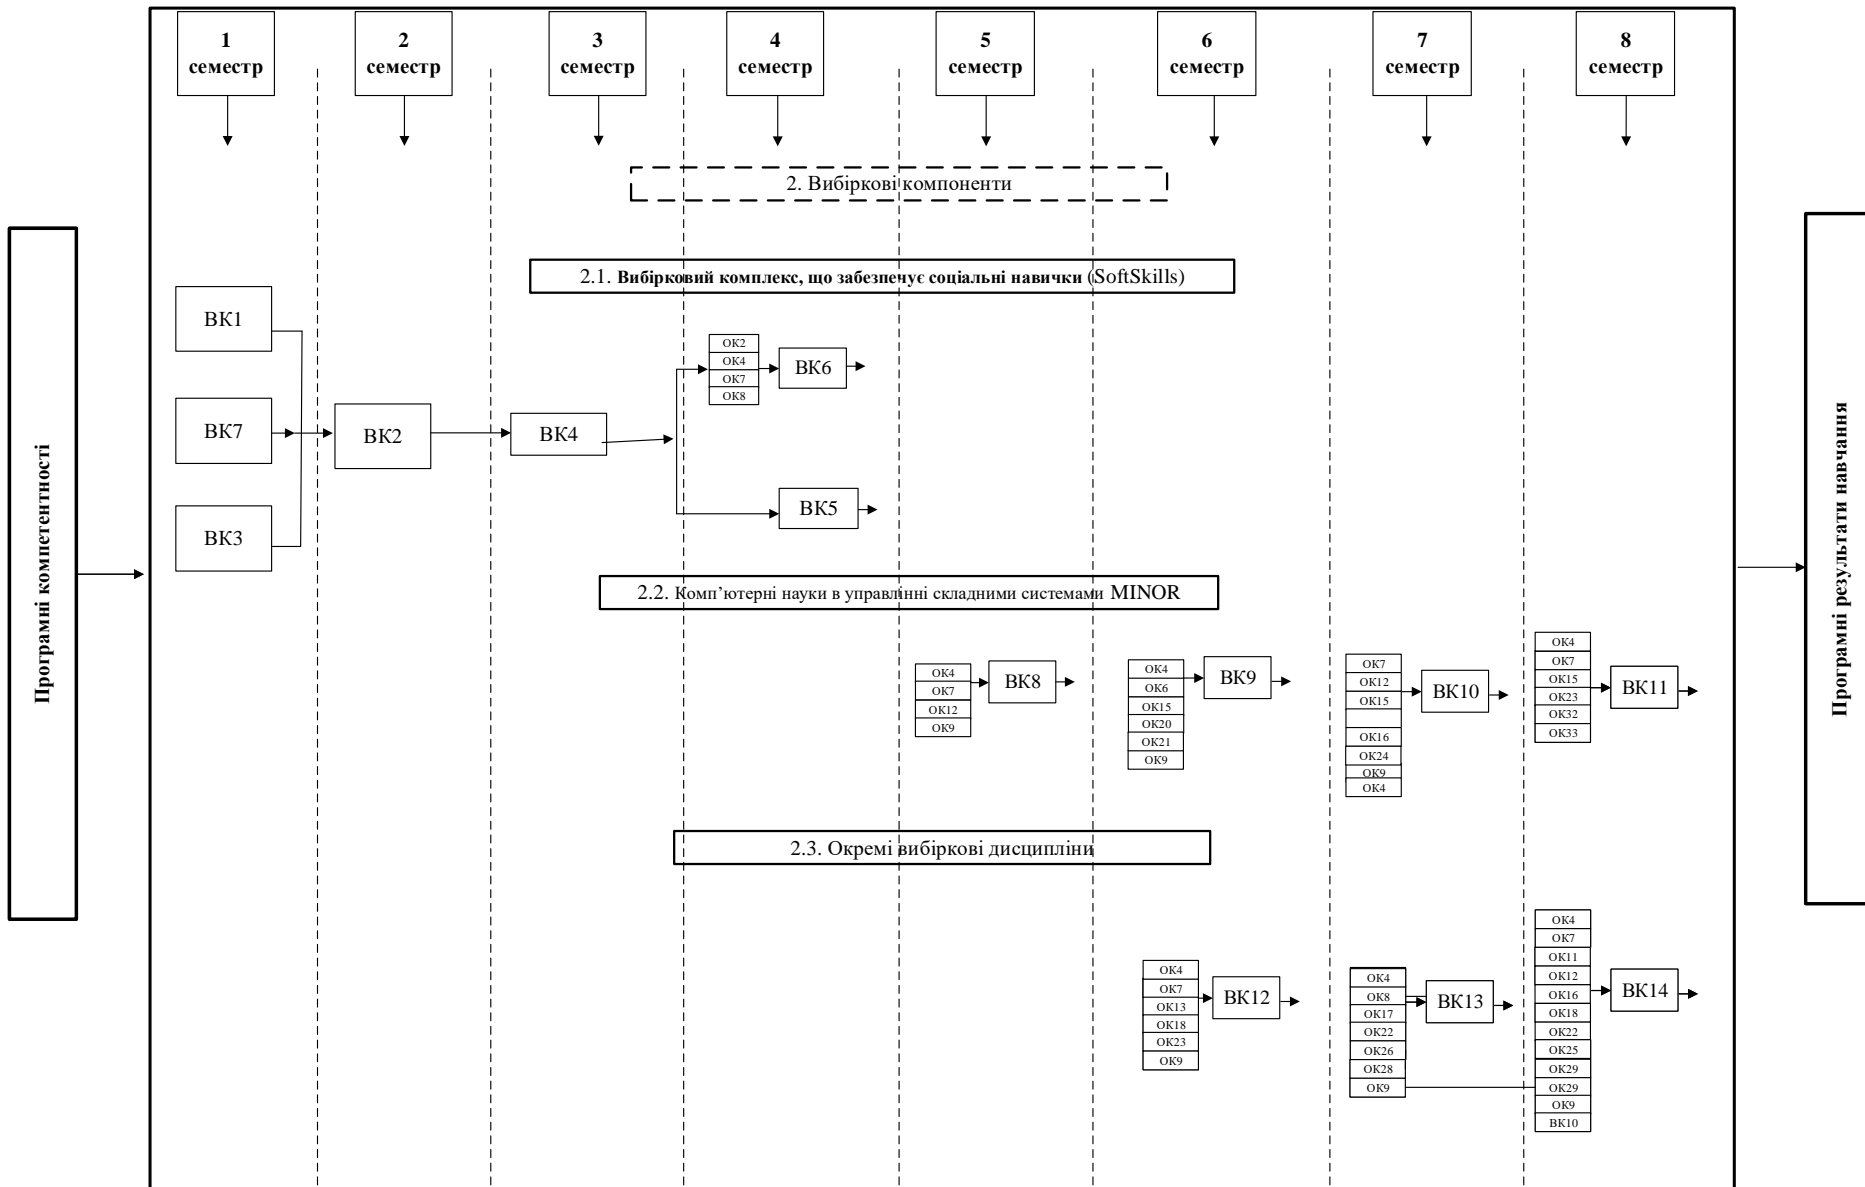 1
семестр
2
семестр
3
семестр
4
семестр
5
семестр
6
семестр
7
семестр
8
семестр
2. Вибіркові компоненти
Програмні компетентності
Програмні результати навчання
2.1. Вибірковий комплекс, що забезпечує соціальні навички (SoftSkills)
ВК1
ВК7
ВК3
ВК2
ВК4
ОК2
ОК4
ОК7
ОК8
ВК6
ВК5
2.2. Комп’ютерні науки в управлінні складними системами MINOR
ОК4
ОК7
ОК12
ОК9
ВК8
ОК4
ОК6
ОК15
ОК20
ОК21
ОК9
ВК9
ОК7
ОК12
ОК15
ОК16
ОК24
ОК9
ОК4
ВК10
ОК4
ОК7
ОК15
ОК23
ОК32
ОК33
ВК11
2.3. Окремі вибіркові дисципліни
ОК4
ОК7
ОК13
ОК18
ОК23
ОК9
ВК12
ОК4
ОК8
ОК17
ОК22
ОК26
ОК28
ОК9
ВК13
ОК4
ОК7
ОК11
ОК12
ОК16
ОК18
ОК22
ОК25
ОК29
ОК29
ОК9
ВК10
ВК14